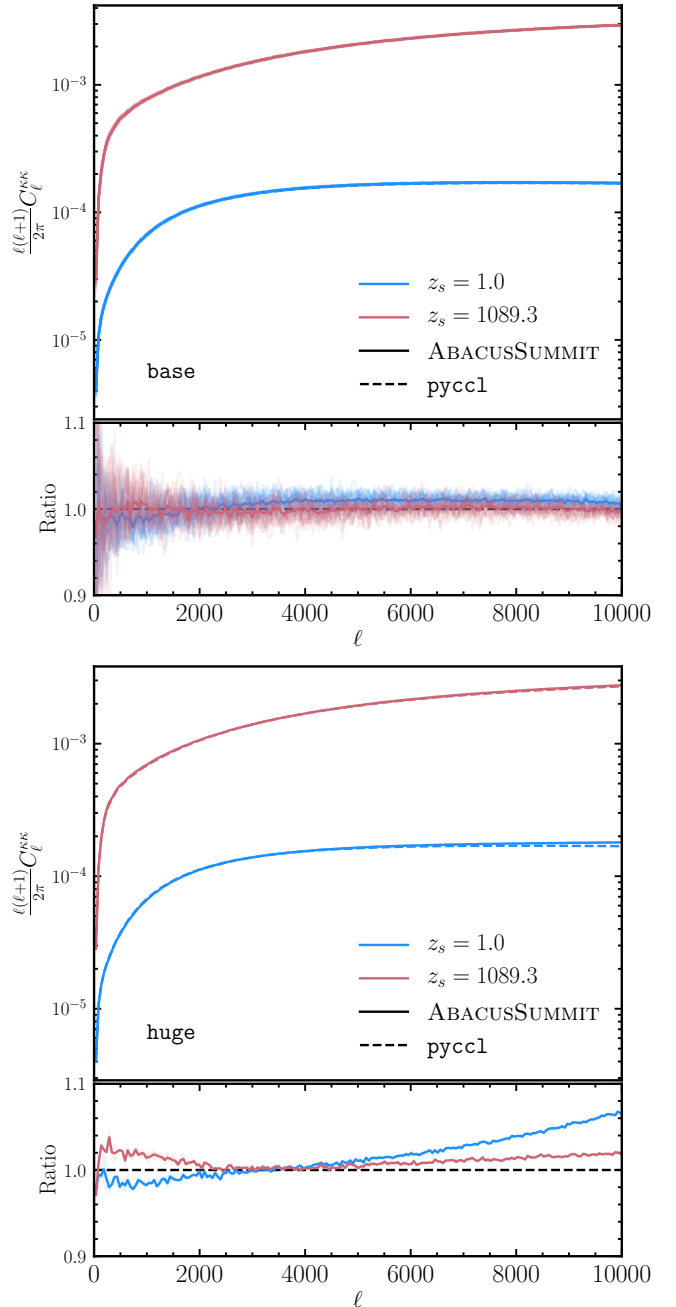 10⁻³
10⁻⁴
10⁻⁵
ℓ(ℓ+1)/2π C_ℓ^κκ
z_s = 1.0
z_s = 1089.3
ABACUSSUMMIT
pyccl
base
1.1
1.0
0.9
Ratio
0 2000 4000 6000 8000 10000
ℓ
10⁻³
10⁻⁴
10⁻⁵
ℓ(ℓ+1)/2π C_ℓ^κκ
z_s = 1.0
z_s = 1089.3
ABACUSSUMMIT
pyccl
huge
1.1
1.0
0.9
Ratio
0 2000 4000 6000 8000 10000
ℓ